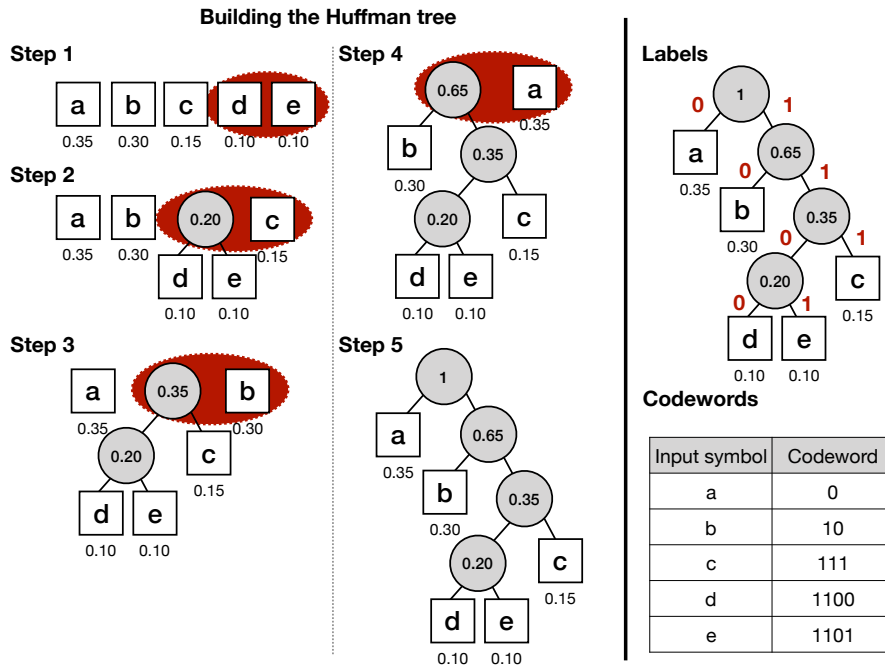 Building the Huffman tree
Step 1
a b c d e
0.35 0.30 0.15 0.10 0.10
Step 2
a b 0.20 c
0.35 0.30 0.15
d e
0.10 0.10
Step 3
a 0.35 b
0.35 0.30
0.20 c
0.15
d e
0.10 0.10
Step 4
0.65 a
0.35
b 0.35
0.30
0.20 c
0.15
d e
0.10 0.10
Step 5
1
a 0.65
0.35
b 0.35
0.30
0.20 c
0.15
d e
0.10 0.10
Labels
1
0 1
a 0.65
0.35
0 1
b 0.35
0.30
0 1
0.20 c
0.15
0 1
d e
0.10 0.10
Codewords
Input symbol Codeword
a 0
b 10
c 111
d 1100
e 1101